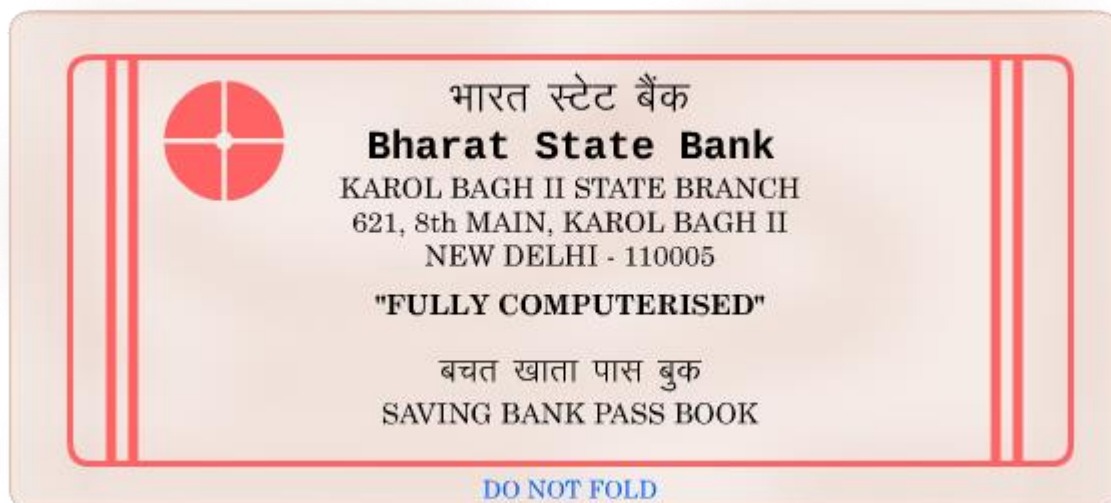 भारत स्टेट बैंक
Bharat State Bank
KAROL BAGH II STATE BRANCH
621, 8th MAIN, KAROL BAGH II
NEW DELHI - 110005
"FULLY COMPUTERISED"
बचत खाता पास बुक
SAVING BANK PASS BOOK
DO NOT FOLD